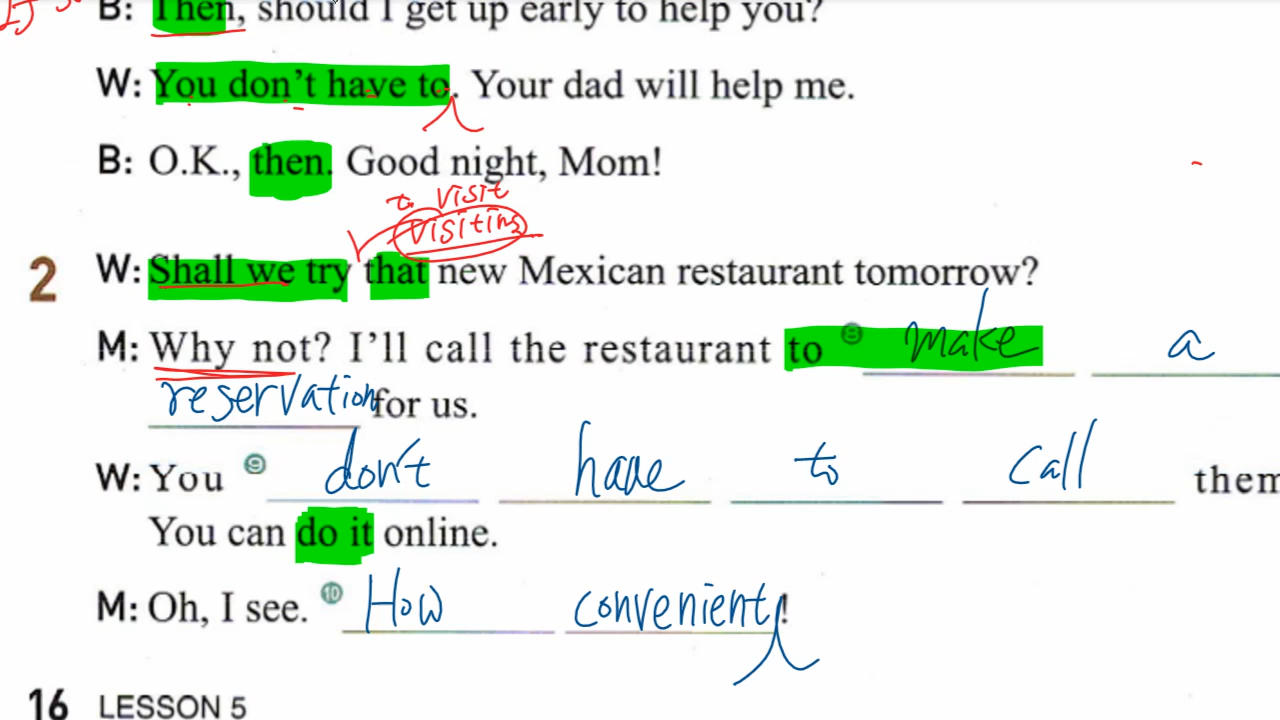 B: Then, should I get up early to help you?
W: You don't have to. Your dad will help me.
B: O.K., then. Good night, Mom!
to visit
visiting
2 W: Shall we try that new Mexican restaurant tomorrow?
M: Why not? I'll call the restaurant to ⑧ make a
reservation for us.
W: You ⑨ don't have to call them
You can do it online.
M: Oh, I see. ⑩ How convenient!
16 LESSON 5